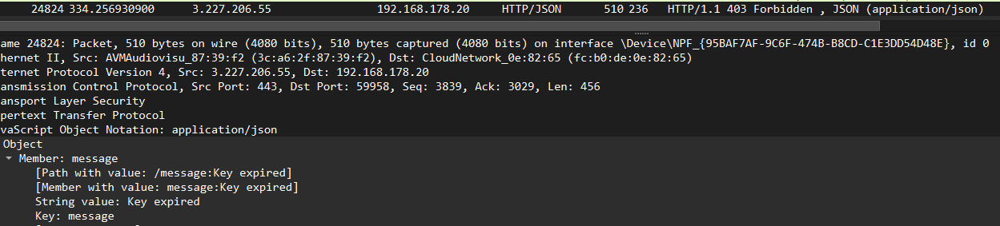 24824 334.256930900 3.227.206.55 192.168.178.20 HTTP/JSON 510 236 HTTP/1.1 403 Forbidden , JSON (application/json)
ame 24824: Packet, 510 bytes on wire (4080 bits), 510 bytes captured (4080 bits) on interface \Device\NPF_{95BAF7AF-9C6F-474B-B8CD-C1E3DD54D48E}, id 0
hernet II, Src: AVMAudiovisu_87:39:f2 (3c:a6:2f:87:39:f2), Dst: CloudNetwork_0e:82:65 (fc:b0:de:0e:82:65)
ternet Protocol Version 4, Src: 3.227.206.55, Dst: 192.168.178.20
ansmission Control Protocol, Src Port: 443, Dst Port: 59958, Seq: 3839, Ack: 3029, Len: 456
ansport Layer Security
pertext Transfer Protocol
vaScript Object Notation: application/json
Object
Member: message
[Path with value: /message:Key expired]
[Member with value: message:Key expired]
String value: Key expired
Key: message